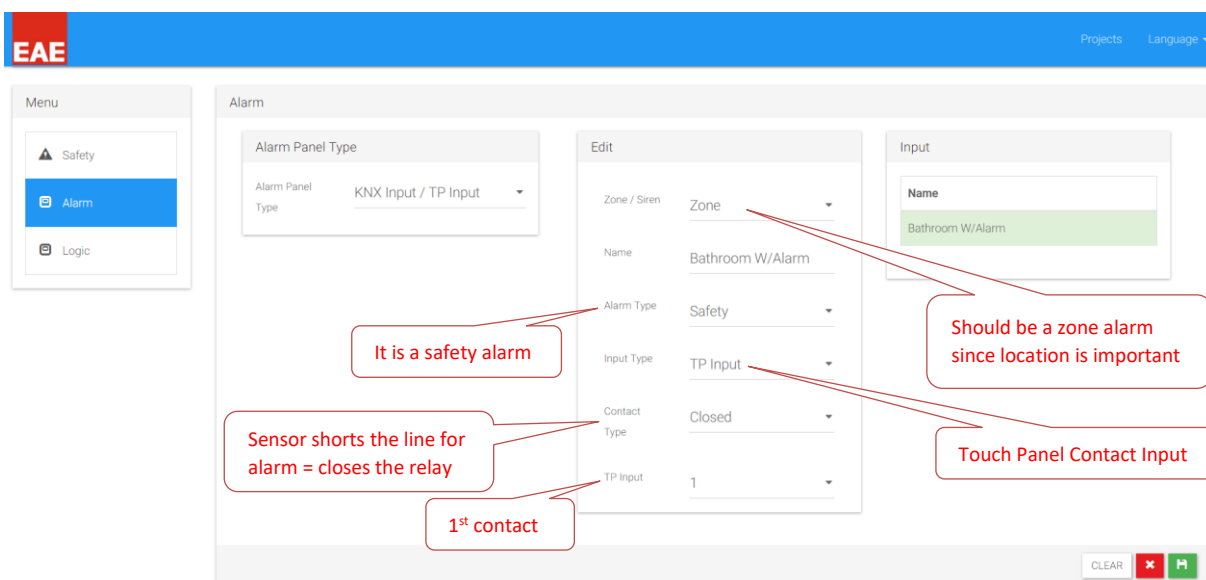 EAE
Projects
Language
Menu
Safety
Alarm
Logic
Alarm
Alarm Panel Type
Alarm Panel
Type
KNX Input / TP Input
Edit
Zone / Siren
Zone
Name
Bathroom W/Alarm
Alarm Type
Safety
Input Type
TP Input
Contact
Type
Closed
TP Input
1
Input
Name
Bathroom W/Alarm
It is a safety alarm
Should be a zone alarm
since location is important
Sensor shorts the line for
alarm = closes the relay
Touch Panel Contact Input
1st contact
CLEAR